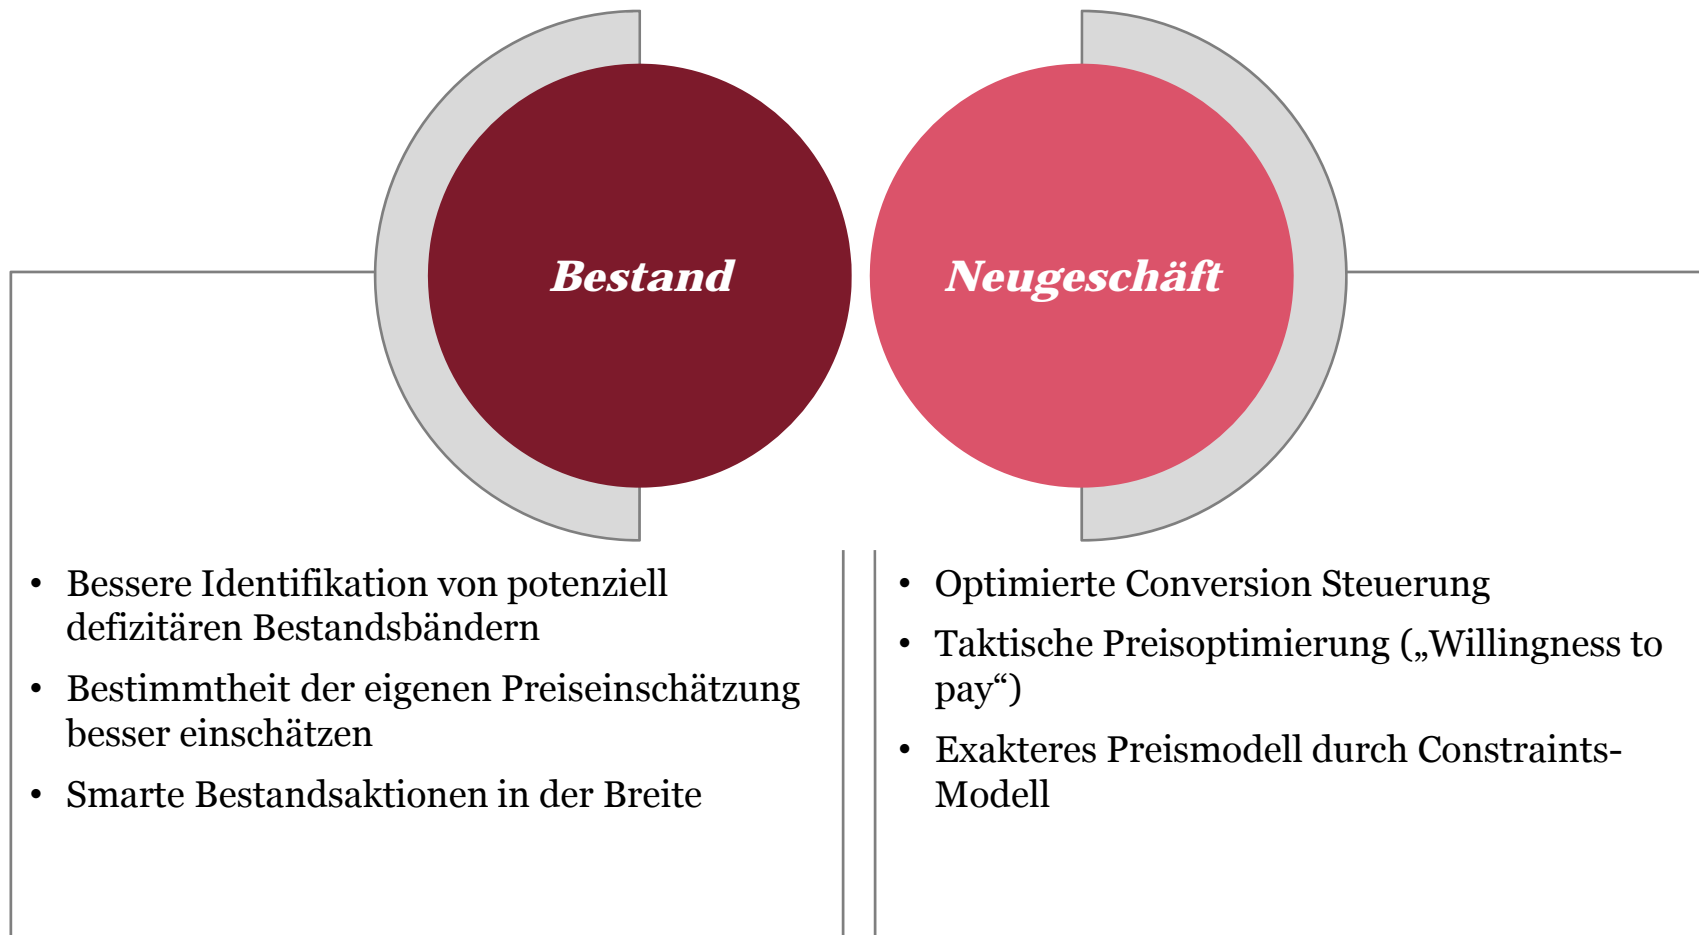 Bestand
• Bessere Identifikation von potenziell
defizitären Bestandsbändern
• Bestimmtheit der eigenen Preiseinschätzung
besser einschätzen
• Smarte Bestandsaktionen in der Breite
Neugeschäft
• Optimierte Conversion Steuerung
• Taktische Preisoptimierung („Willingness to
pay“)
• Exakteres Preismodell durch Constraints-
Modell